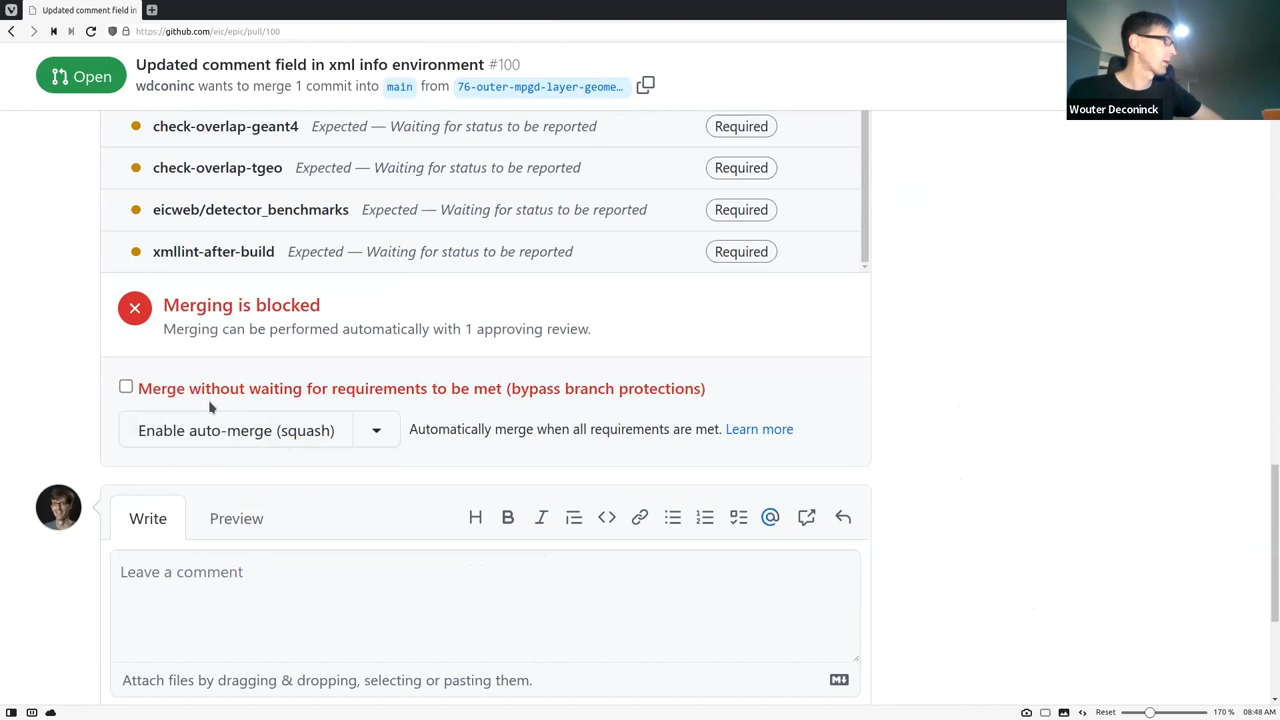 Updated comment field in
https://github.com/eic/epic/pull/100
Open
Updated comment field in xml info environment #100
wdconinc wants to merge 1 commit into main from 76-outer-mpgd-layer-geome…
Wouter Deconinck
check-overlap-geant4 Expected — Waiting for status to be reported Required
check-overlap-tgeo Expected — Waiting for status to be reported Required
eicweb/detector_benchmarks Expected — Waiting for status to be reported Required
xmllint-after-build Expected — Waiting for status to be reported Required
Merging is blocked
Merging can be performed automatically with 1 approving review.
Merge without waiting for requirements to be met (bypass branch protections)
Enable auto-merge (squash) Automatically merge when all requirements are met. Learn more
Write Preview
Leave a comment
Attach files by dragging & dropping, selecting or pasting them.
Reset 170 % 08:48 AM